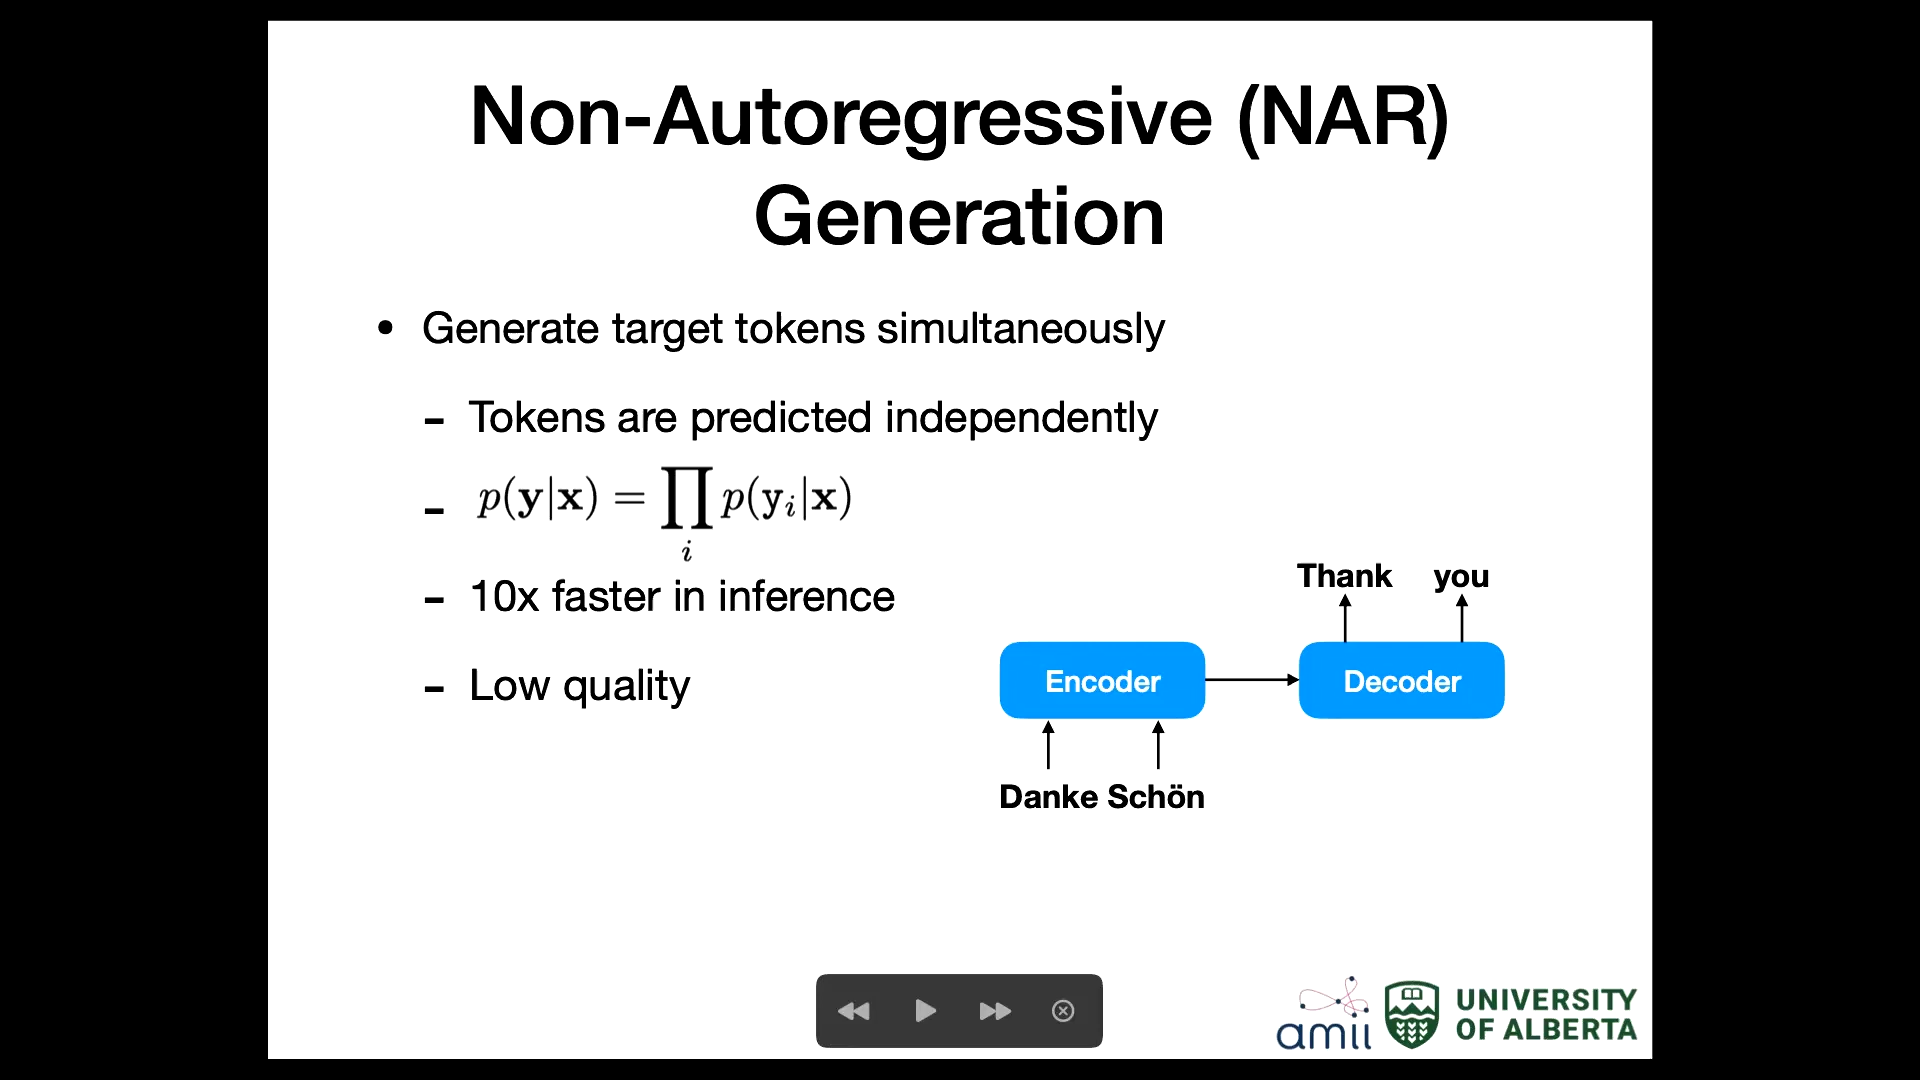 Non-Autoregressive (NAR)
Generation
• Generate target tokens simultaneously
- Tokens are predicted independently
- p(y|x) = ∏_i p(y_i|x)
- 10x faster in inference
- Low quality
Thank you
Encoder
Decoder
Danke Schön
amii
UNIVERSITY
OF ALBERTA